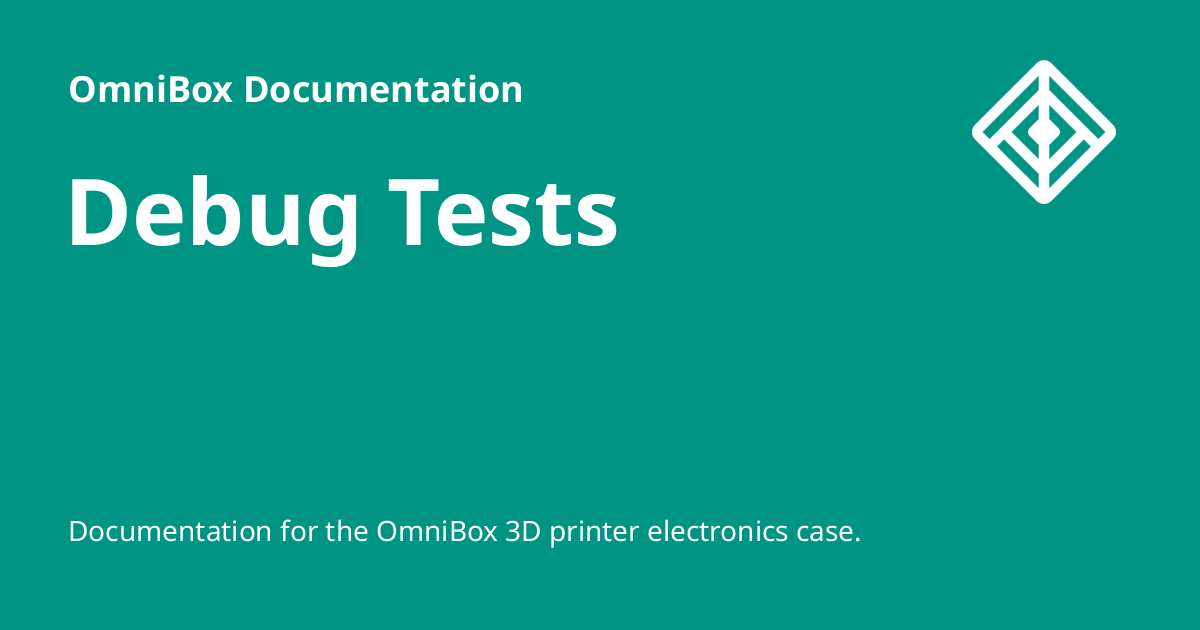 OmniBox Documentation
Debug Tests
Documentation for the OmniBox 3D printer electronics case.